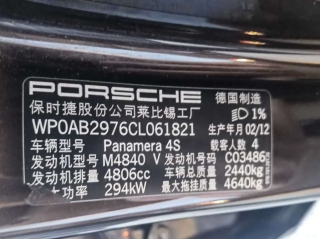 PORSCHE 德国制造
保时捷股份公司莱比锡工厂 1%
WP0AB2976CL061821 生产年月 02/12
车辆型号 Panamera 4S 载客人数 4
发动机型号 M4840 V 发动机号 C03486
发动机排量 4806cc 车辆总质量 2440kg
功率 294kW 最大拖挂质量 4640kg